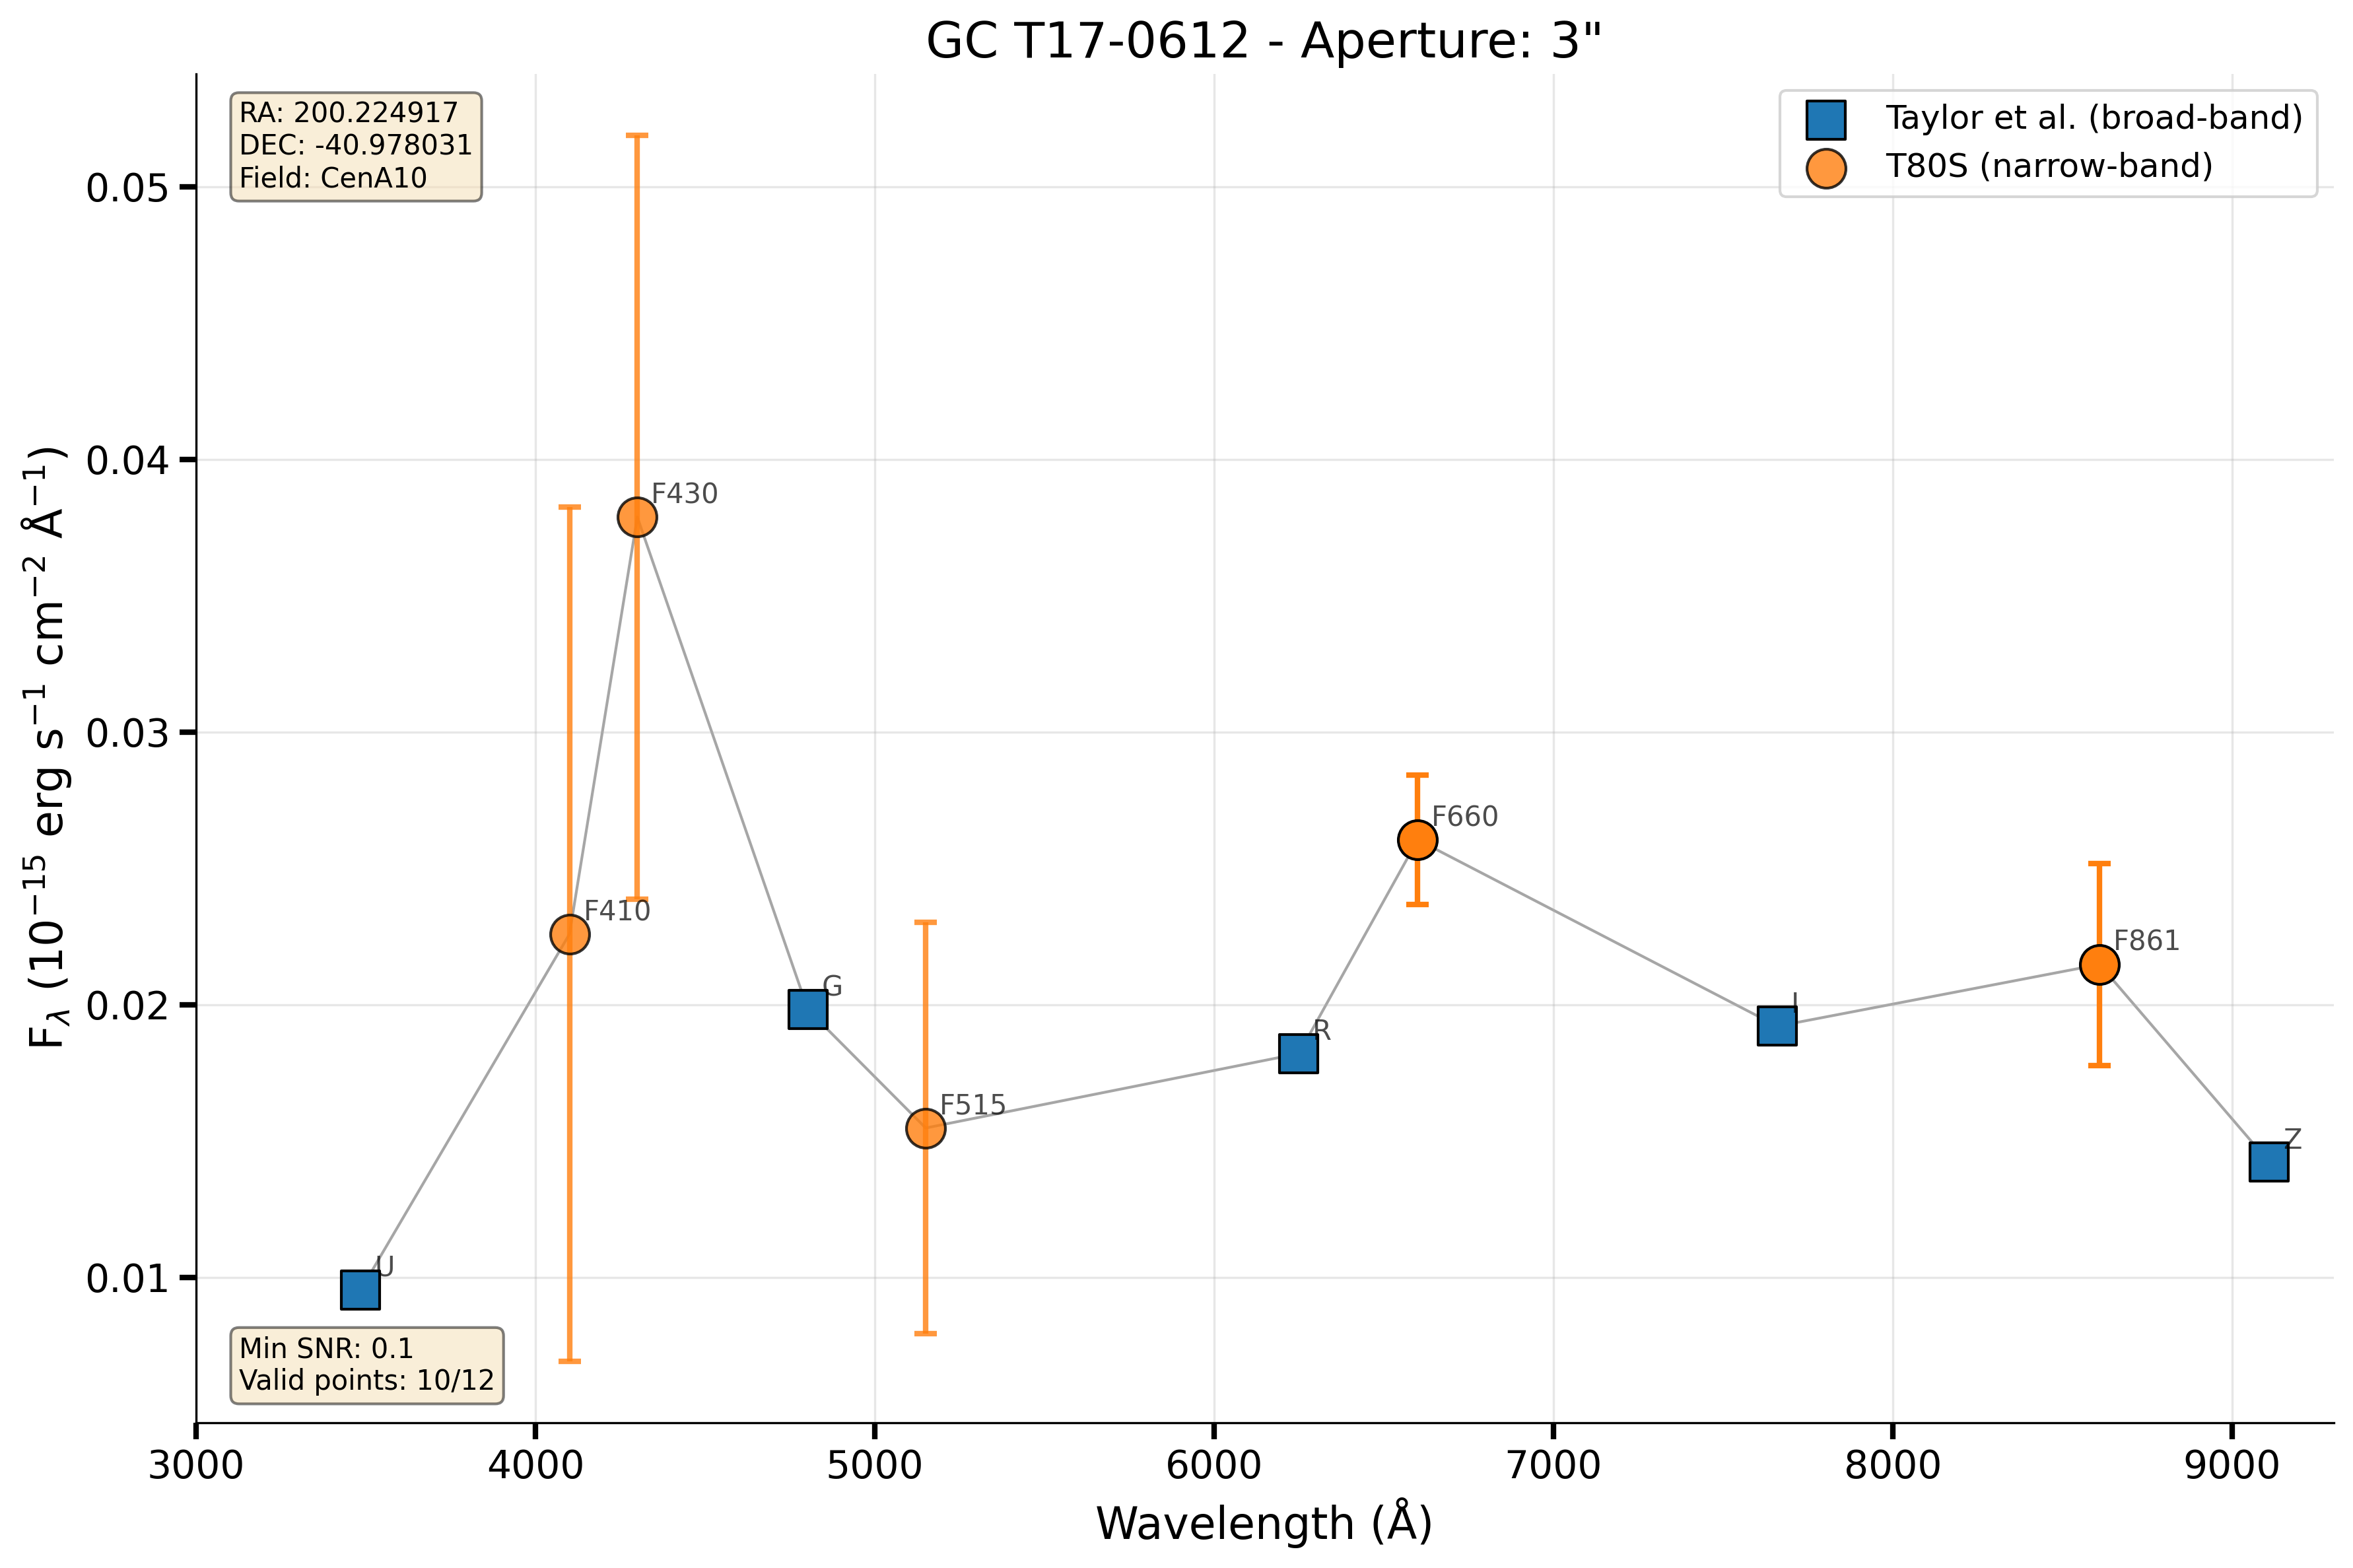 GC T17-0612 - Aperture: 3"
RA: 200.224917
DEC: -40.978031
Field: CenA10
Taylor et al. (broad-band)
T80S (narrow-band)
F$_{\lambda}$ (10$^{-15}$ erg s$^{-1}$ cm$^{-2}$ Å$^{-1}$)
0.05
0.04
0.03
0.02
0.01
F430
F410
G
F515
R
F660
I
F861
Z
U
Min SNR: 0.1
Valid points: 10/12
3000 4000 5000 6000 7000 8000 9000
Wavelength (Å)